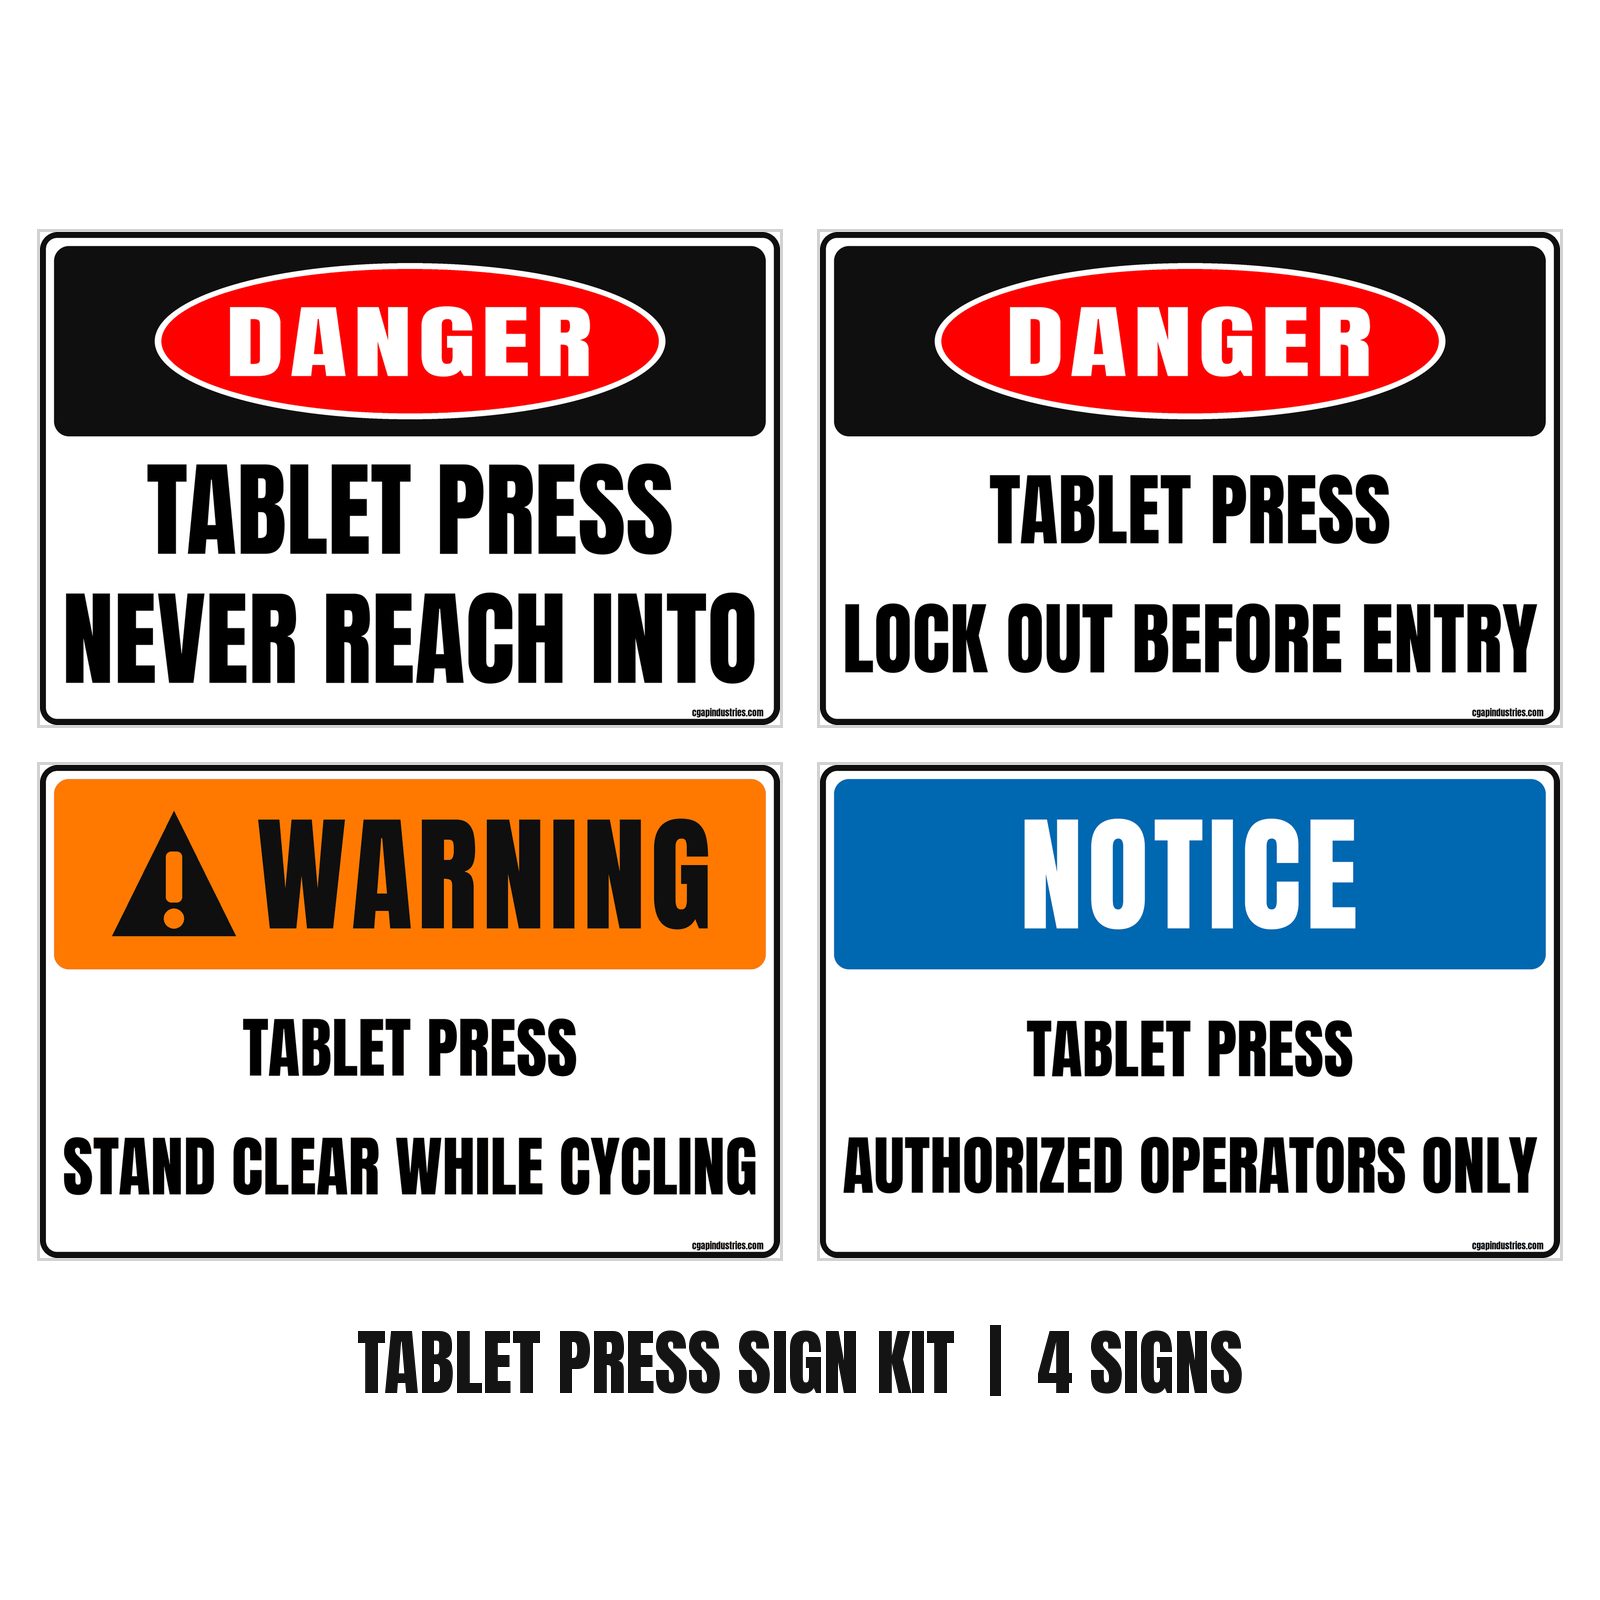 DANGER
TABLET PRESS
NEVER REACH INTO
cgapindustries.com
DANGER
TABLET PRESS
LOCK OUT BEFORE ENTRY
cgapindustries.com
WARNING
TABLET PRESS
STAND CLEAR WHILE CYCLING
cgapindustries.com
NOTICE
TABLET PRESS
AUTHORIZED OPERATORS ONLY
cgapindustries.com
TABLET PRESS SIGN KIT | 4 SIGNS